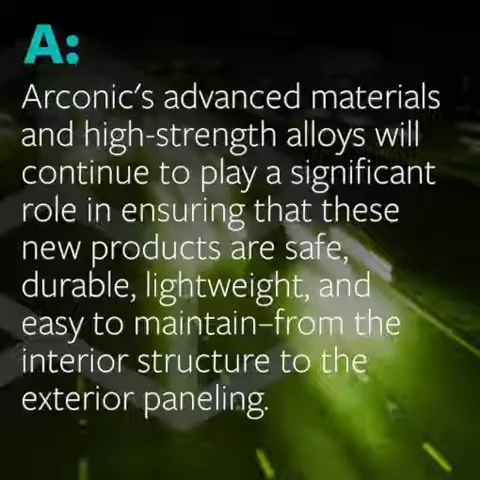 A:
Arconic's advanced materials
and high-strength alloys will
continue to play a significant
role in ensuring that these
new products are safe,
durable, lightweight, and
easy to maintain–from the
interior structure to the
exterior paneling.